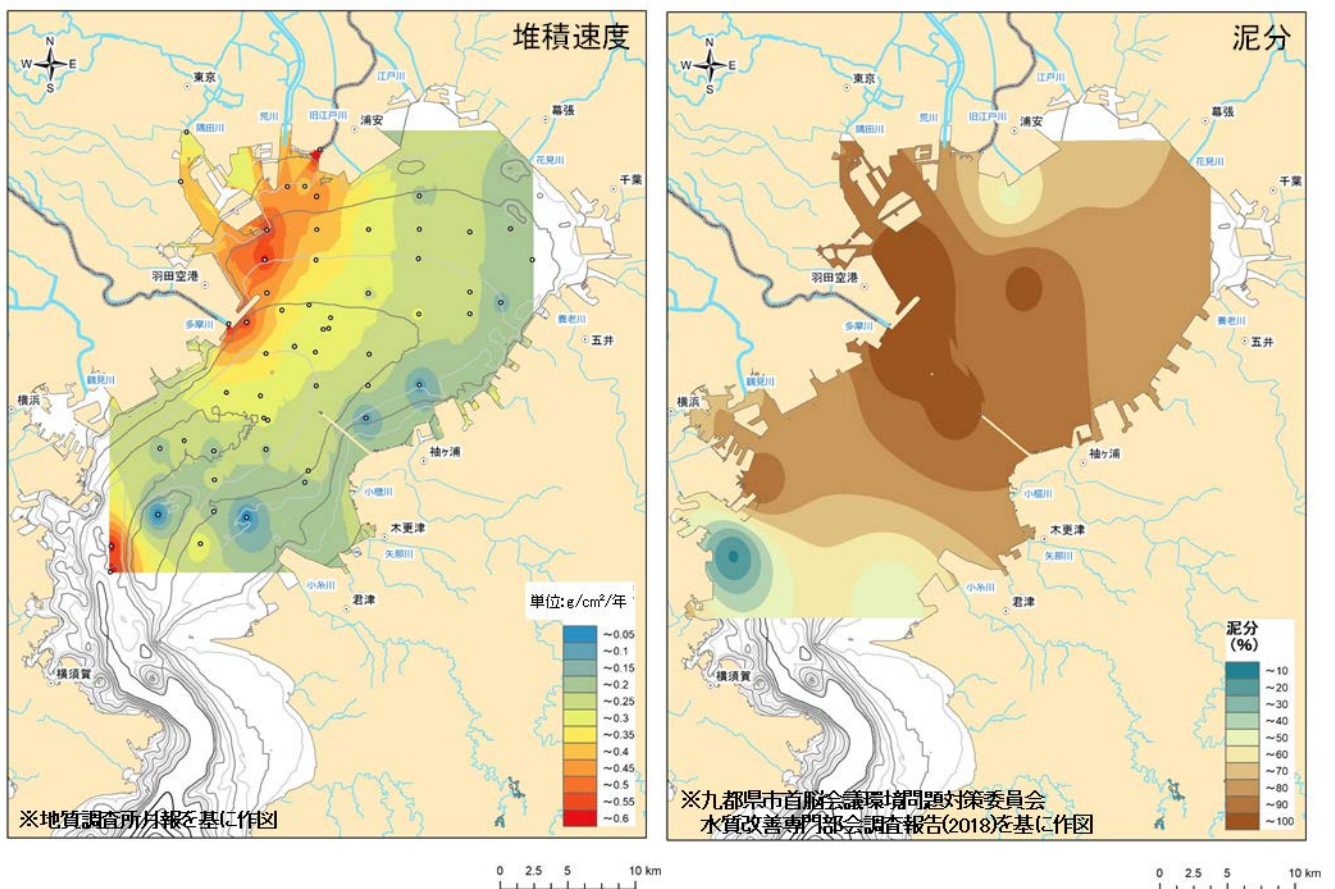 堆積速度
N
W E
S
東京
江戸川
隅田川
荒川
旧江戸川
浦安
幕張
花見川
千葉
羽田空港
多摩川
養老川
五井
鶴見川
横浜
袖ヶ浦
小櫃川
木更津
矢那川
小糸川
君津
横須賀
単位:g/cm²/年
~0.05
~0.1
~0.15
~0.2
~0.25
~0.3
~0.35
~0.4
~0.45
~0.5
~0.55
~0.6
※地質調査所月報を基に作図
0 2.5 5 10 km
泥分
N
W E
S
東京
江戸川
隅田川
荒川
旧江戸川
浦安
幕張
花見川
千葉
羽田空港
多摩川
養老川
五井
鶴見川
横浜
袖ヶ浦
小櫃川
木更津
矢那川
小糸川
君津
横須賀
泥分
(%)
~10
~20
~30
~40
~50
~60
~70
~80
~90
~100
※九都県市首脳会議環境問題対策委員会
水質改善専門部会調査報告(2018)を基に作図
0 2.5 5 10 km